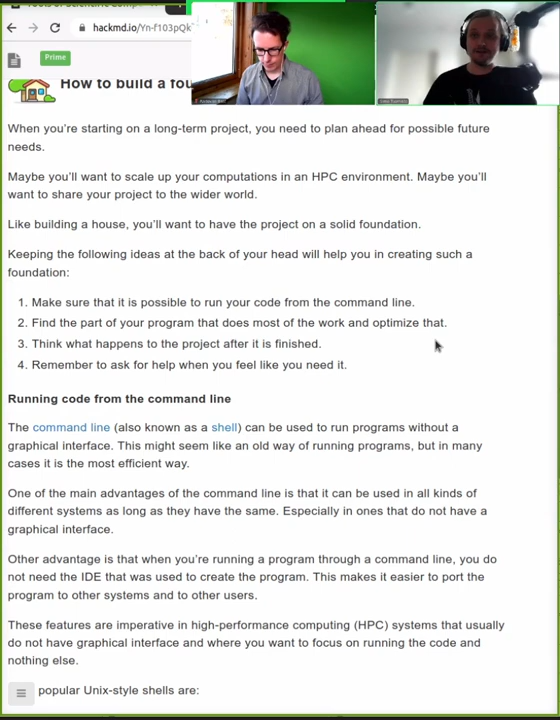 hackmd.io/Yn-f103pQk
Prime
How to build a fou
When you're starting on a long-term project, you need to plan ahead for possible future
needs.
Maybe you'll want to scale up your computations in an HPC environment. Maybe you'll
want to share your project to the wider world.
Like building a house, you'll want to have the project on a solid foundation.
Keeping the following ideas at the back of your head will help you in creating such a
foundation:
1. Make sure that it is possible to run your code from the command line.
2. Find the part of your program that does most of the work and optimize that.
3. Think what happens to the project after it is finished.
4. Remember to ask for help when you feel like you need it.
Running code from the command line
The command line (also known as a shell) can be used to run programs without a
graphical interface. This might seem like an old way of running programs, but in many
cases it is the most efficient way.
One of the main advantages of the command line is that it can be used in all kinds of
different systems as long as they have the same. Especially in ones that do not have a
graphical interface.
Other advantage is that when you're running a program through a command line, you do
not need the IDE that was used to create the program. This makes it easier to port the
program to other systems and to other users.
These features are imperative in high-performance computing (HPC) systems that usually
do not have graphical interface and where you want to focus on running the code and
nothing else.
popular Unix-style shells are: